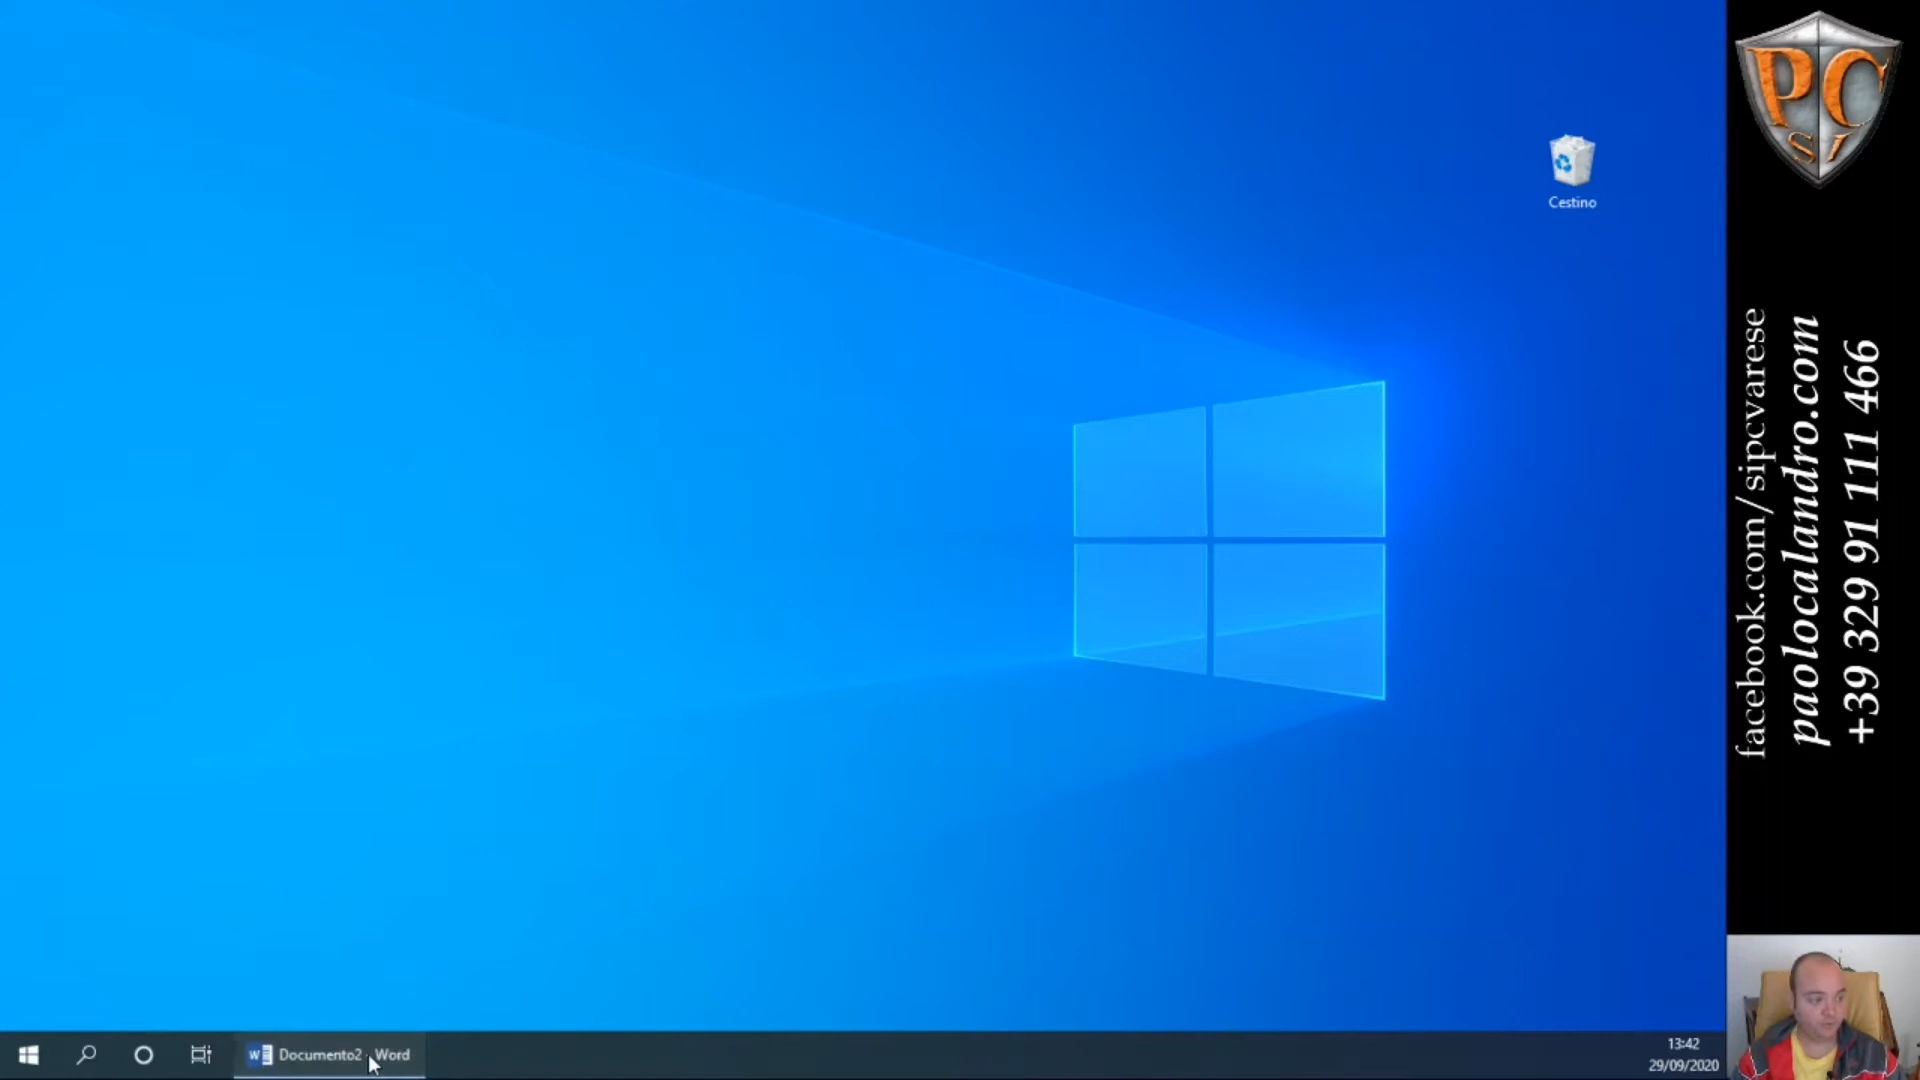 PC
SI
Cestino
facebook.com/sipcvarese
paolocalandro.com
+39 329 91 111 466
W Documento2 - Word
13:42
29/09/2020